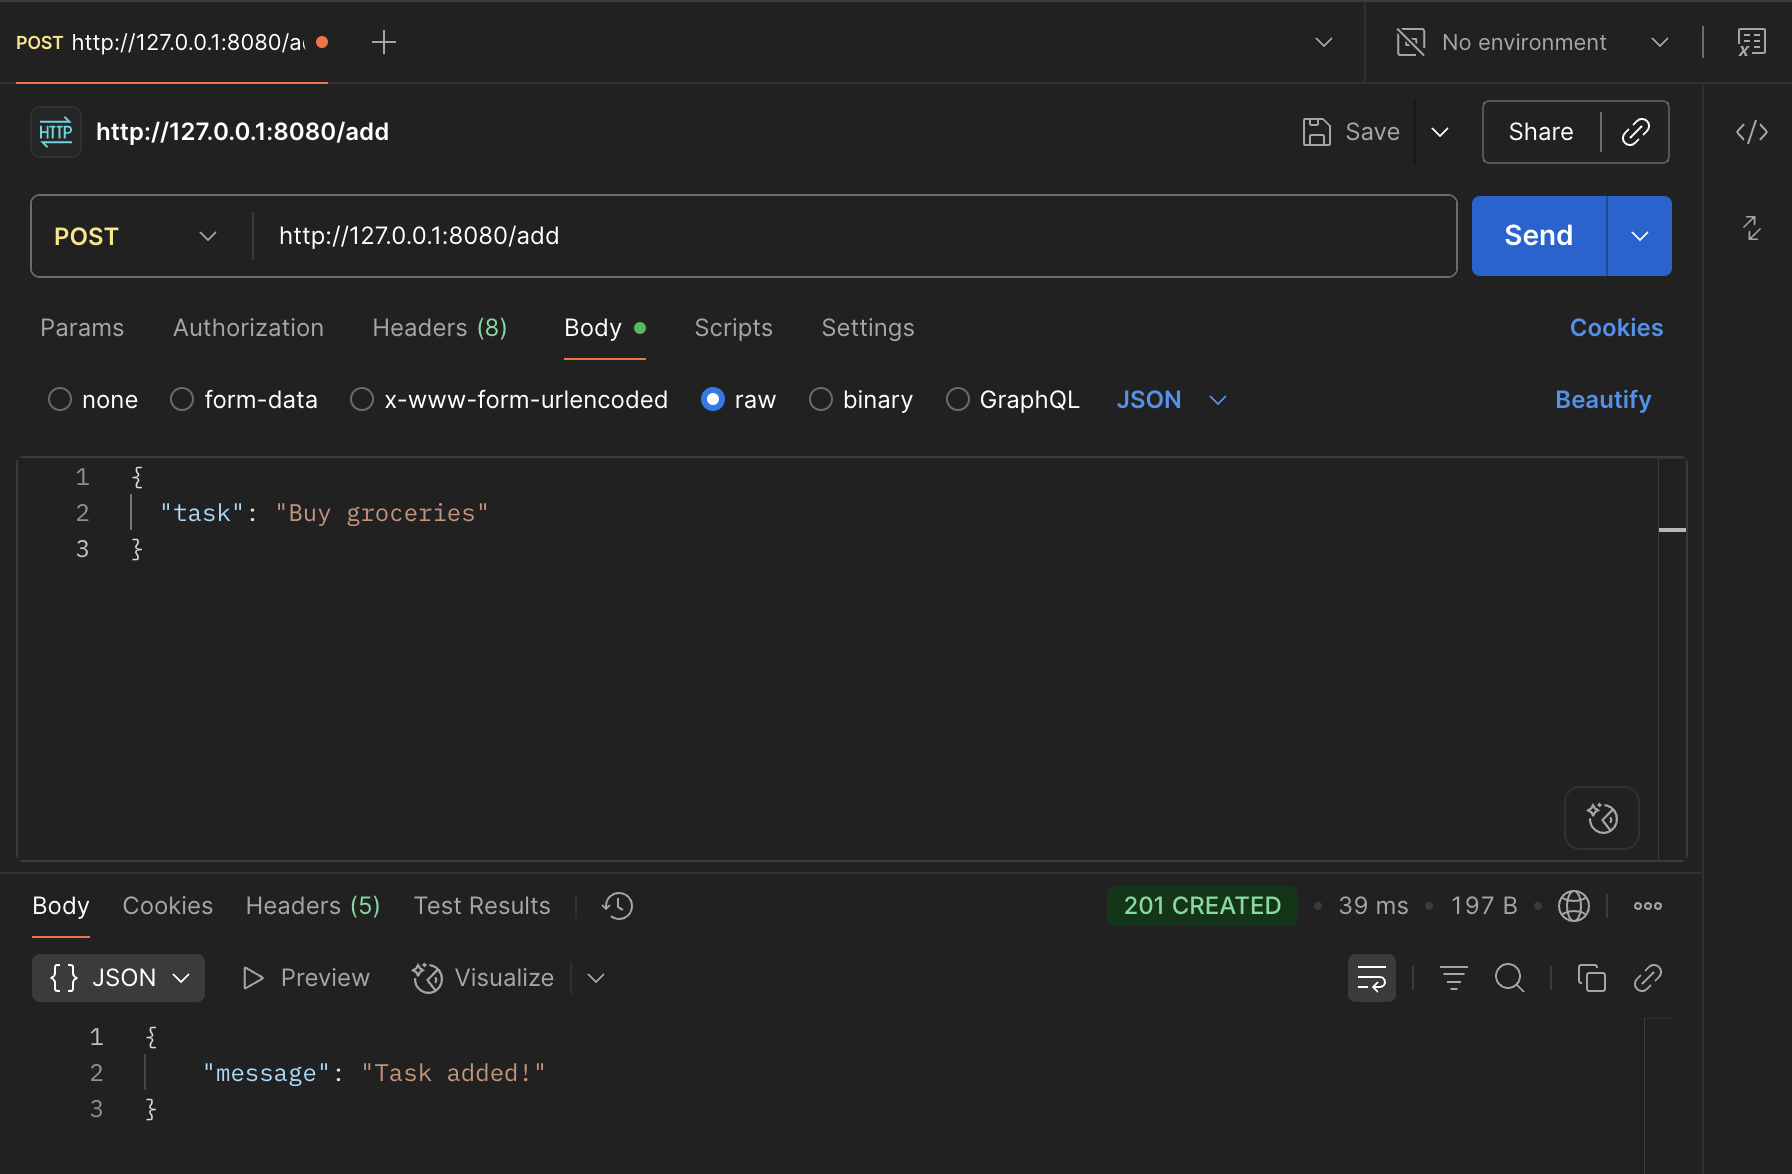 POST http://127.0.0.1:8080/a
No environment
HTTP http://127.0.0.1:8080/add
Save
Share
POST http://127.0.0.1:8080/add
Send
Params Authorization Headers (8) Body Scripts Settings Cookies
none form-data x-www-form-urlencoded raw binary GraphQL JSON Beautify
1 {
2 "task": "Buy groceries"
3 }
Body Cookies Headers (5) Test Results 201 CREATED • 39 ms • 197 B
{} JSON Preview Visualize
1 {
2 "message": "Task added!"
3 }